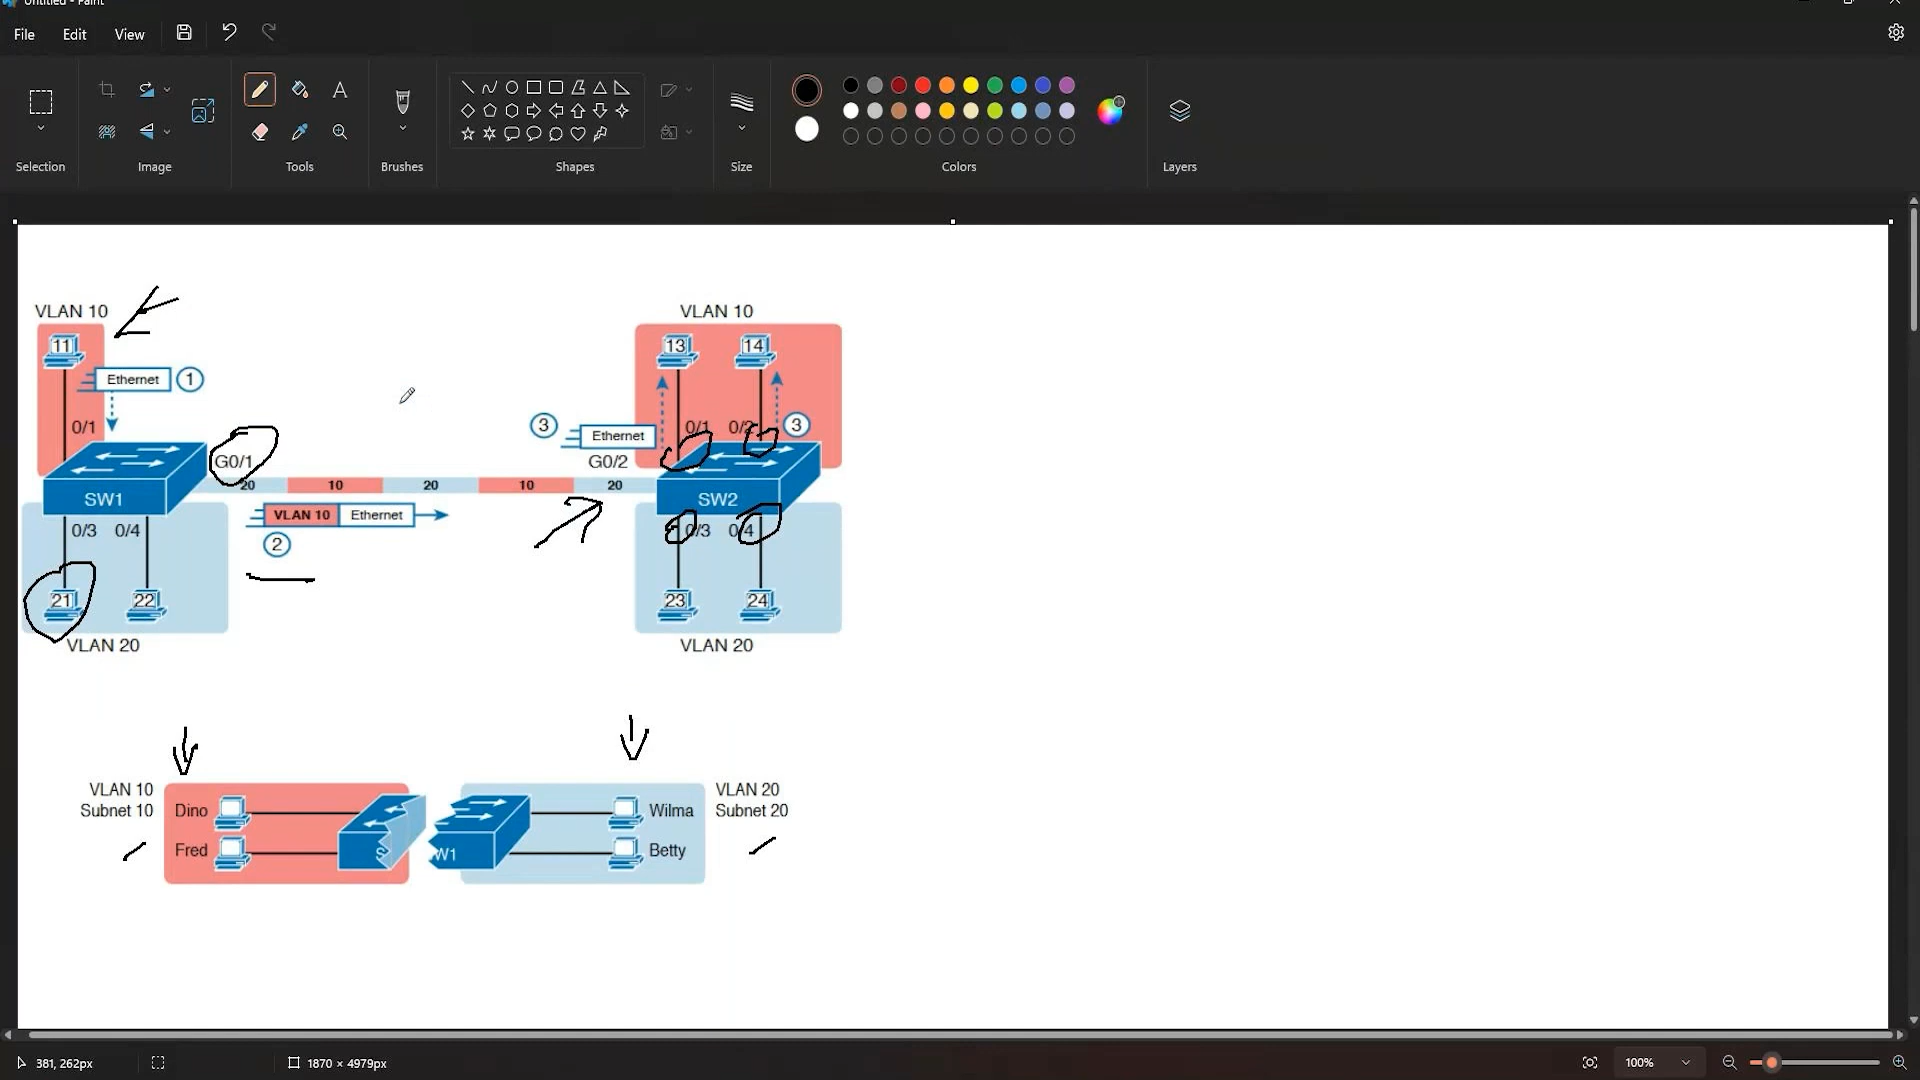 Untitled - Paint
File Edit View
Selection Image Tools Brushes Shapes Size Colors Layers
VLAN 10 VLAN 10
11 13 14
Ethernet 1
0/1 3 Ethernet 0/1 0/2 3
G0/1 G0/2
20 10 20 10 20
SW1 SW2
VLAN 10 Ethernet
0/3 0/4 0/3 0/4
2
21 22 23 24
VLAN 20 VLAN 20
VLAN 10 VLAN 20
Subnet 10 Dino Wilma Subnet 20
Fred S W1 Betty
381, 262px 1870 × 4979px 100%